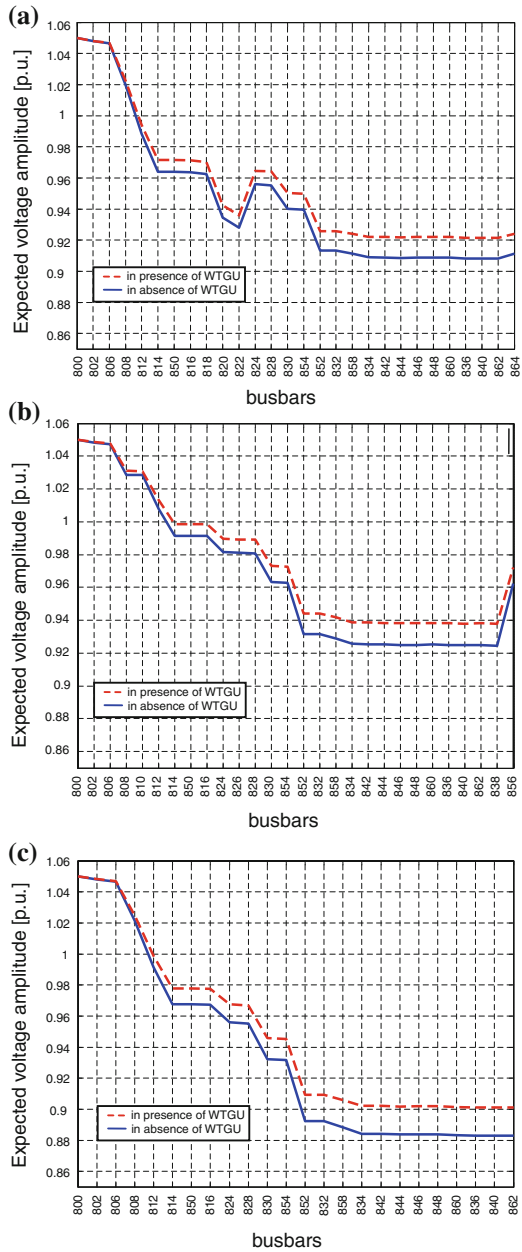 (a)
Expected voltage amplitude [p.u.]
1.06
1.04
1.02
1
0.98
0.96
0.94
0.92
0.9
0.88
0.86
in presence of WTGU
in absence of WTGU
800 802 806 808 812 814 850 816 818 820 822 824 828 830 854 852 832 858 834 842 844 846 848 860 836 840 862 864
busbars
(b)
Expected voltage amplitude [p.u.]
1.06
1.04
1.02
1
0.98
0.96
0.94
0.92
0.9
0.88
0.86
in presence of WTGU
in absence of WTGU
800 802 806 808 810 812 814 850 816 824 826 828 830 854 852 832 858 834 842 844 846 848 860 836 840 862 838 856
busbars
(c)
Expected voltage amplitude [p.u.]
1.06
1.04
1.02
1
0.98
0.96
0.94
0.92
0.9
0.88
0.86
in presence of WTGU
in absence of WTGU
800 802 806 808 812 814 850 816 824 828 830 854 852 832 858 834 842 844 846 848 860 836 840 862
busbars